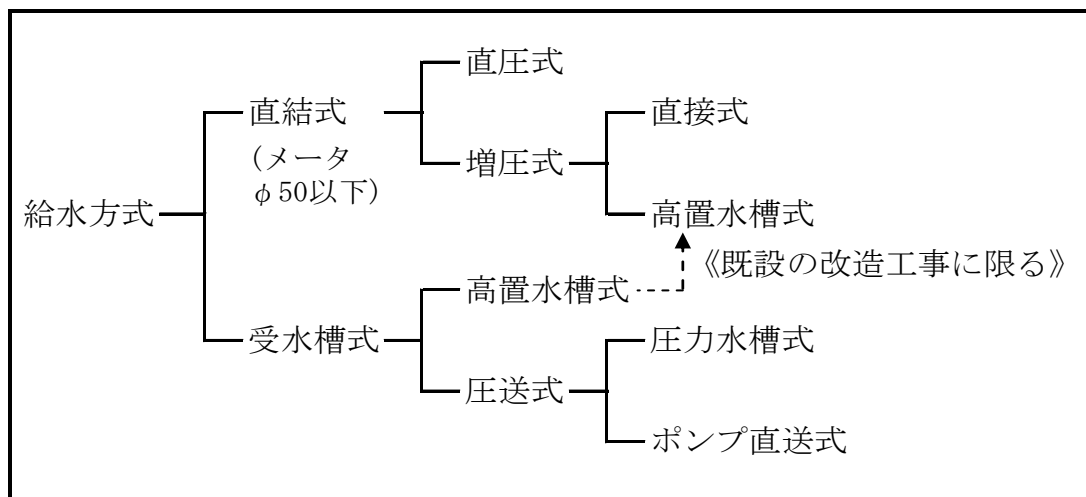 直圧式
直結式
直接式
(メータ
φ50以下)
増圧式
給水方式
高置水槽式
《既設の改造工事に限る》
高置水槽式
受水槽式
圧力水槽式
圧送式
ポンプ直送式